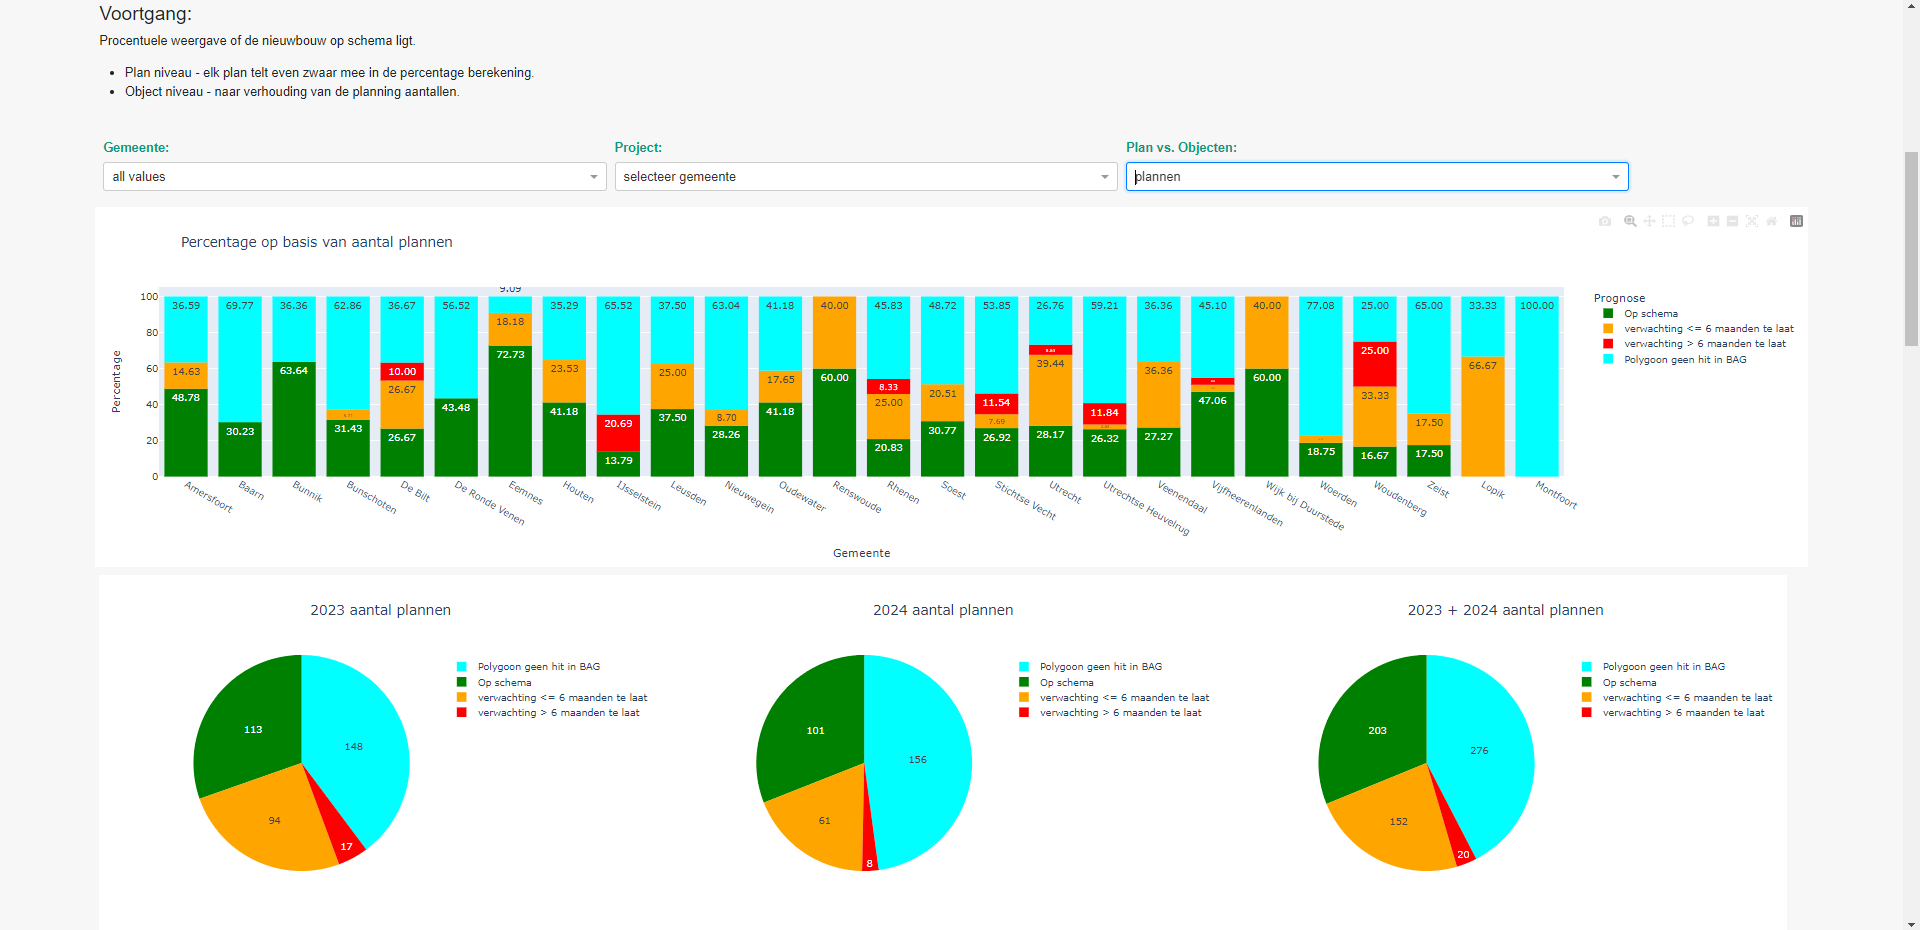 Voortgang:
Procentuele weergave of de nieuwbouw op schema ligt.
• Plan niveau - elk plan telt even zwaar mee in de percentage berekening.
• Object niveau - naar verhouding van de planning aantallen.
Gemeente: Project: Plan vs. Objecten:
all values selecteer gemeente plannen
Percentage op basis van aantal plannen
Percentage
100
80
60
40
20
0
36.59 69.77 36.36 62.86 36.67 56.52 9.09 35.29 65.52 37.50 63.04 41.18 40.00 45.83 48.72 53.85 26.76 59.21 36.36 45.10 40.00 77.08 25.00 65.00 33.33 100.00
10.00 20.69 8.33 11.54 11.84 25.00
14.63 26.67 18.18 23.53 25.00 8.70 17.65 25.00 20.51 7.69 39.44 36.36 33.33 17.50 66.67
48.78 30.23 63.64 31.43 26.67 43.48 72.73 41.18 13.79 37.50 28.26 41.18 60.00 20.83 30.77 26.92 28.17 26.32 27.27 47.06 60.00 18.75 16.67 17.50
Amersfoort Baarn Bunnik Bunschoten De Bilt De Ronde Venen Eemnes Houten IJsselstein Leusden Nieuwegein Oudewater Renswoude Rhenen Soest Stichtse Vecht Utrecht Utrechtse Heuvelrug Veenendaal Vijfheerenlanden Wijk bij Duurstede Woerden Woudenberg Zeist Lopik Montfoort
Gemeente
Prognose
Op schema
verwachting <= 6 maanden te laat
verwachting > 6 maanden te laat
Polygoon geen hit in BAG
2023 aantal plannen
Polygoon geen hit in BAG
Op schema
verwachting <= 6 maanden te laat
verwachting > 6 maanden te laat
113
148
94
17
2024 aantal plannen
Polygoon geen hit in BAG
Op schema
verwachting <= 6 maanden te laat
verwachting > 6 maanden te laat
101
156
61
8
2023 + 2024 aantal plannen
Polygoon geen hit in BAG
Op schema
verwachting <= 6 maanden te laat
verwachting > 6 maanden te laat
203
276
152
20